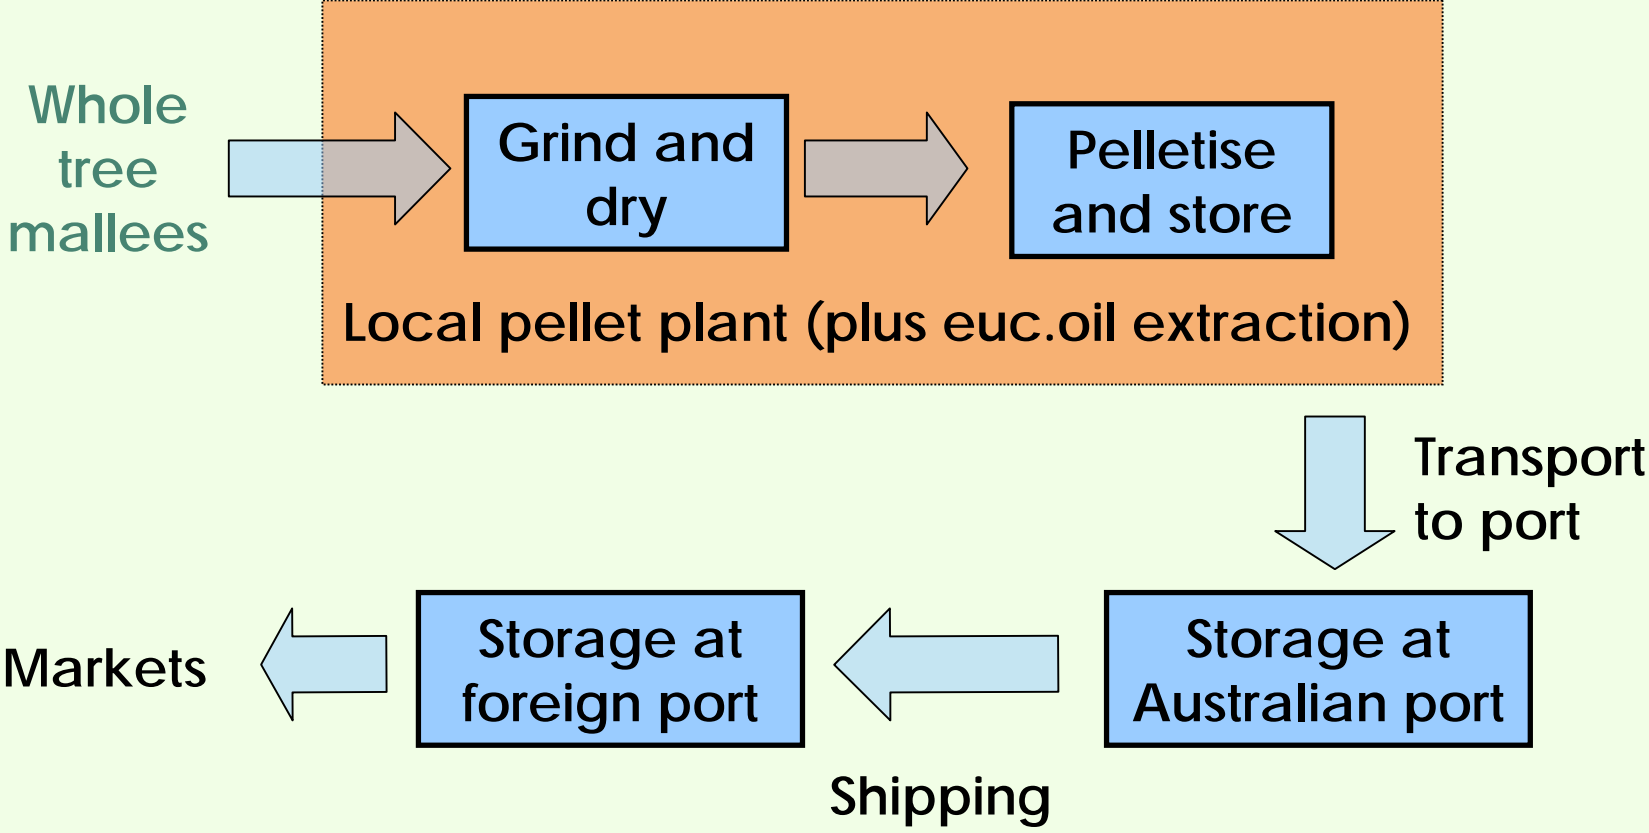 Whole
tree
mallees
Grind and
dry
Pelletise
and store
Local pellet plant (plus euc.oil extraction)
Transport
to port
Storage at
Australian port
Shipping
Storage at
foreign port
Markets